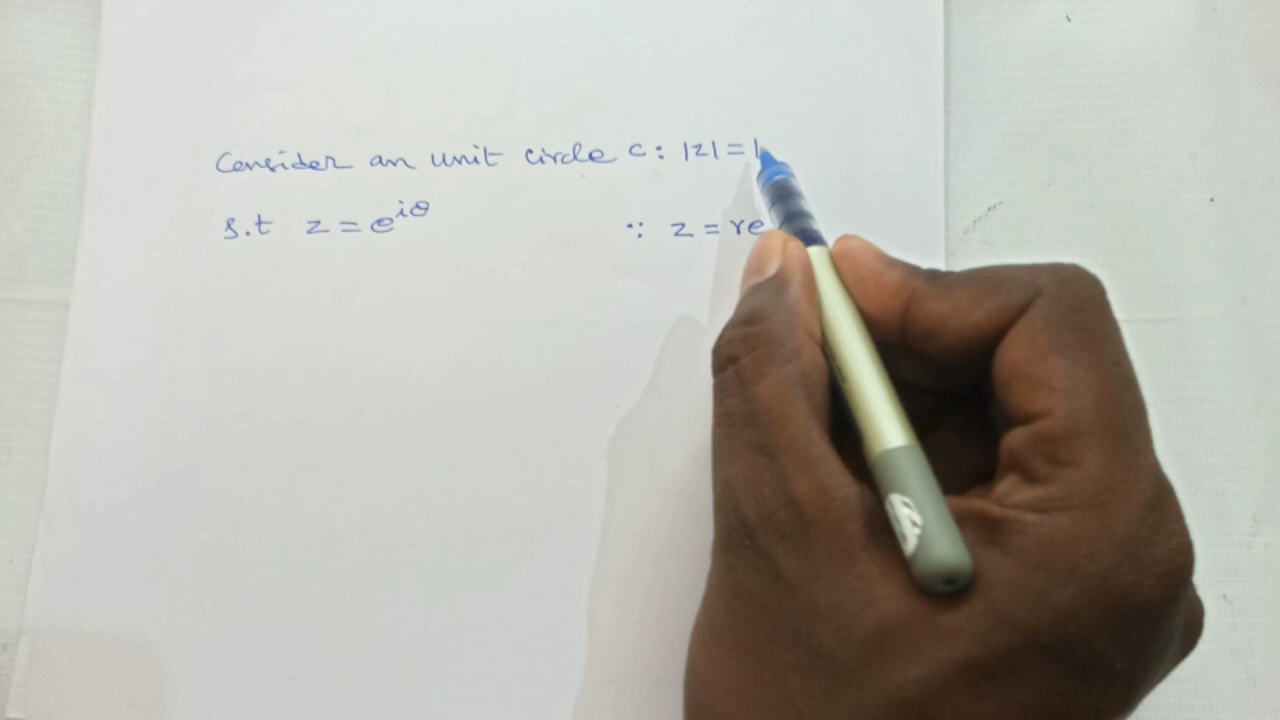 Consider an unit circle C: |z| = 1
s.t z = e^{iθ} ∵ z = re